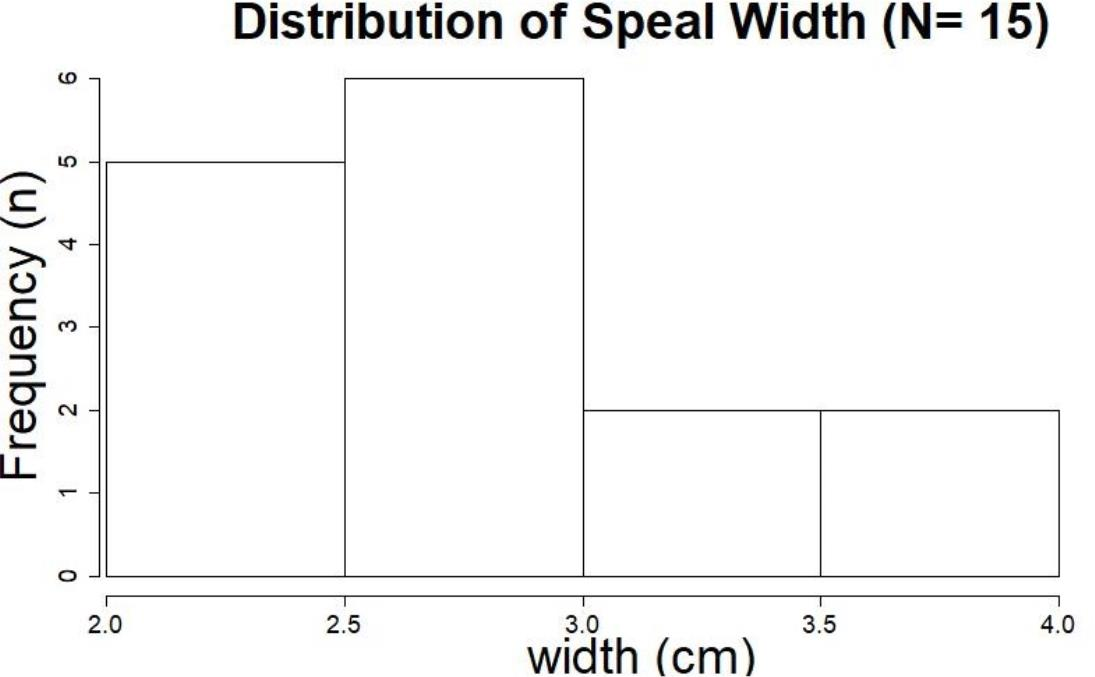 Distribution of Speal Width (N= 15)
Frequency (n)
6
5
4
3
2
1
0
2.0 2.5 3.0 3.5 4.0
width (cm)